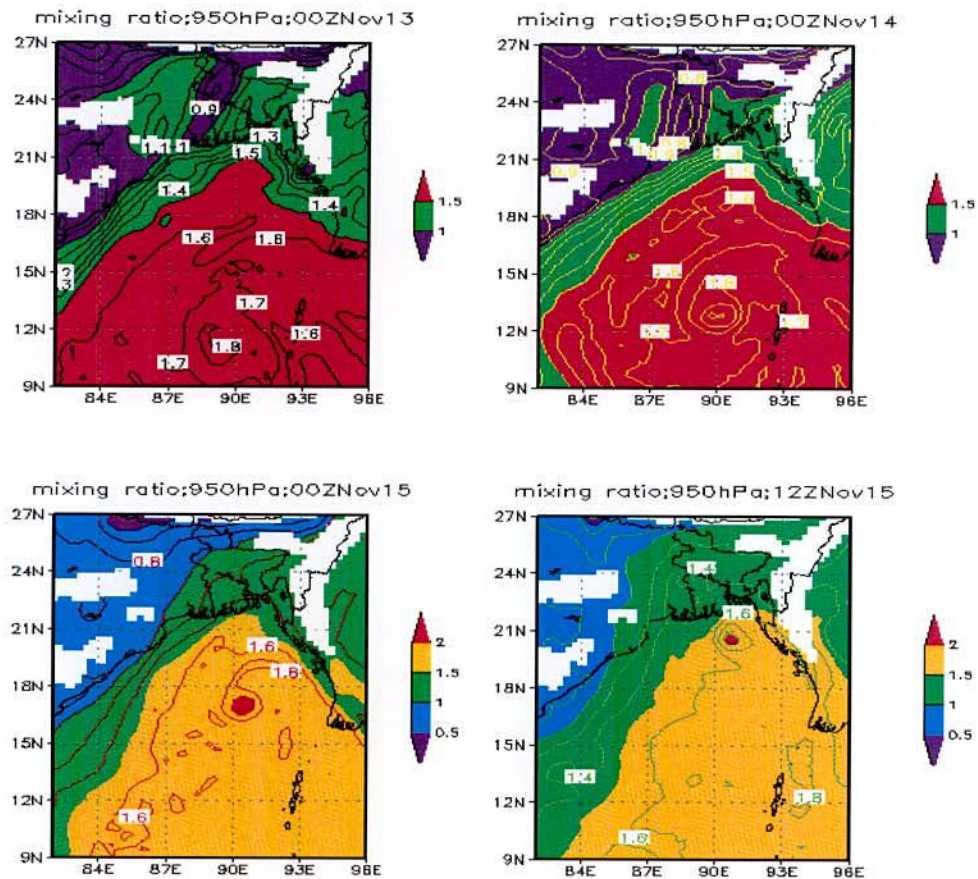 mixing ratio;950hPa;00ZNov13
27N
24N
21N
18N
15N
12N
9N
84E 87E 90E 93E 96E
0.9
1.3
1.1
1.5
1.4
1.4
1.6
1.6
1.7
1.6
1.8
1.7
1.5
1
mixing ratio;950hPa;00ZNov14
27N
24N
21N
18N
15N
12N
9N
84E 87E 90E 93E 96E
0.8
0.9
1.5
1
mixing ratio;950hPa;00ZNov15
27N
24N
21N
18N
15N
12N
9N
84E 87E 90E 93E 96E
0.8
1.6
1.8
1.6
2
1.5
1
0.5
mixing ratio;950hPa;12ZNov15
27N
24N
21N
18N
15N
12N
9N
84E 87E 90E 93E 96E
1.4
1.6
1.4
1.8
1.6
2
1.5
1
0.5